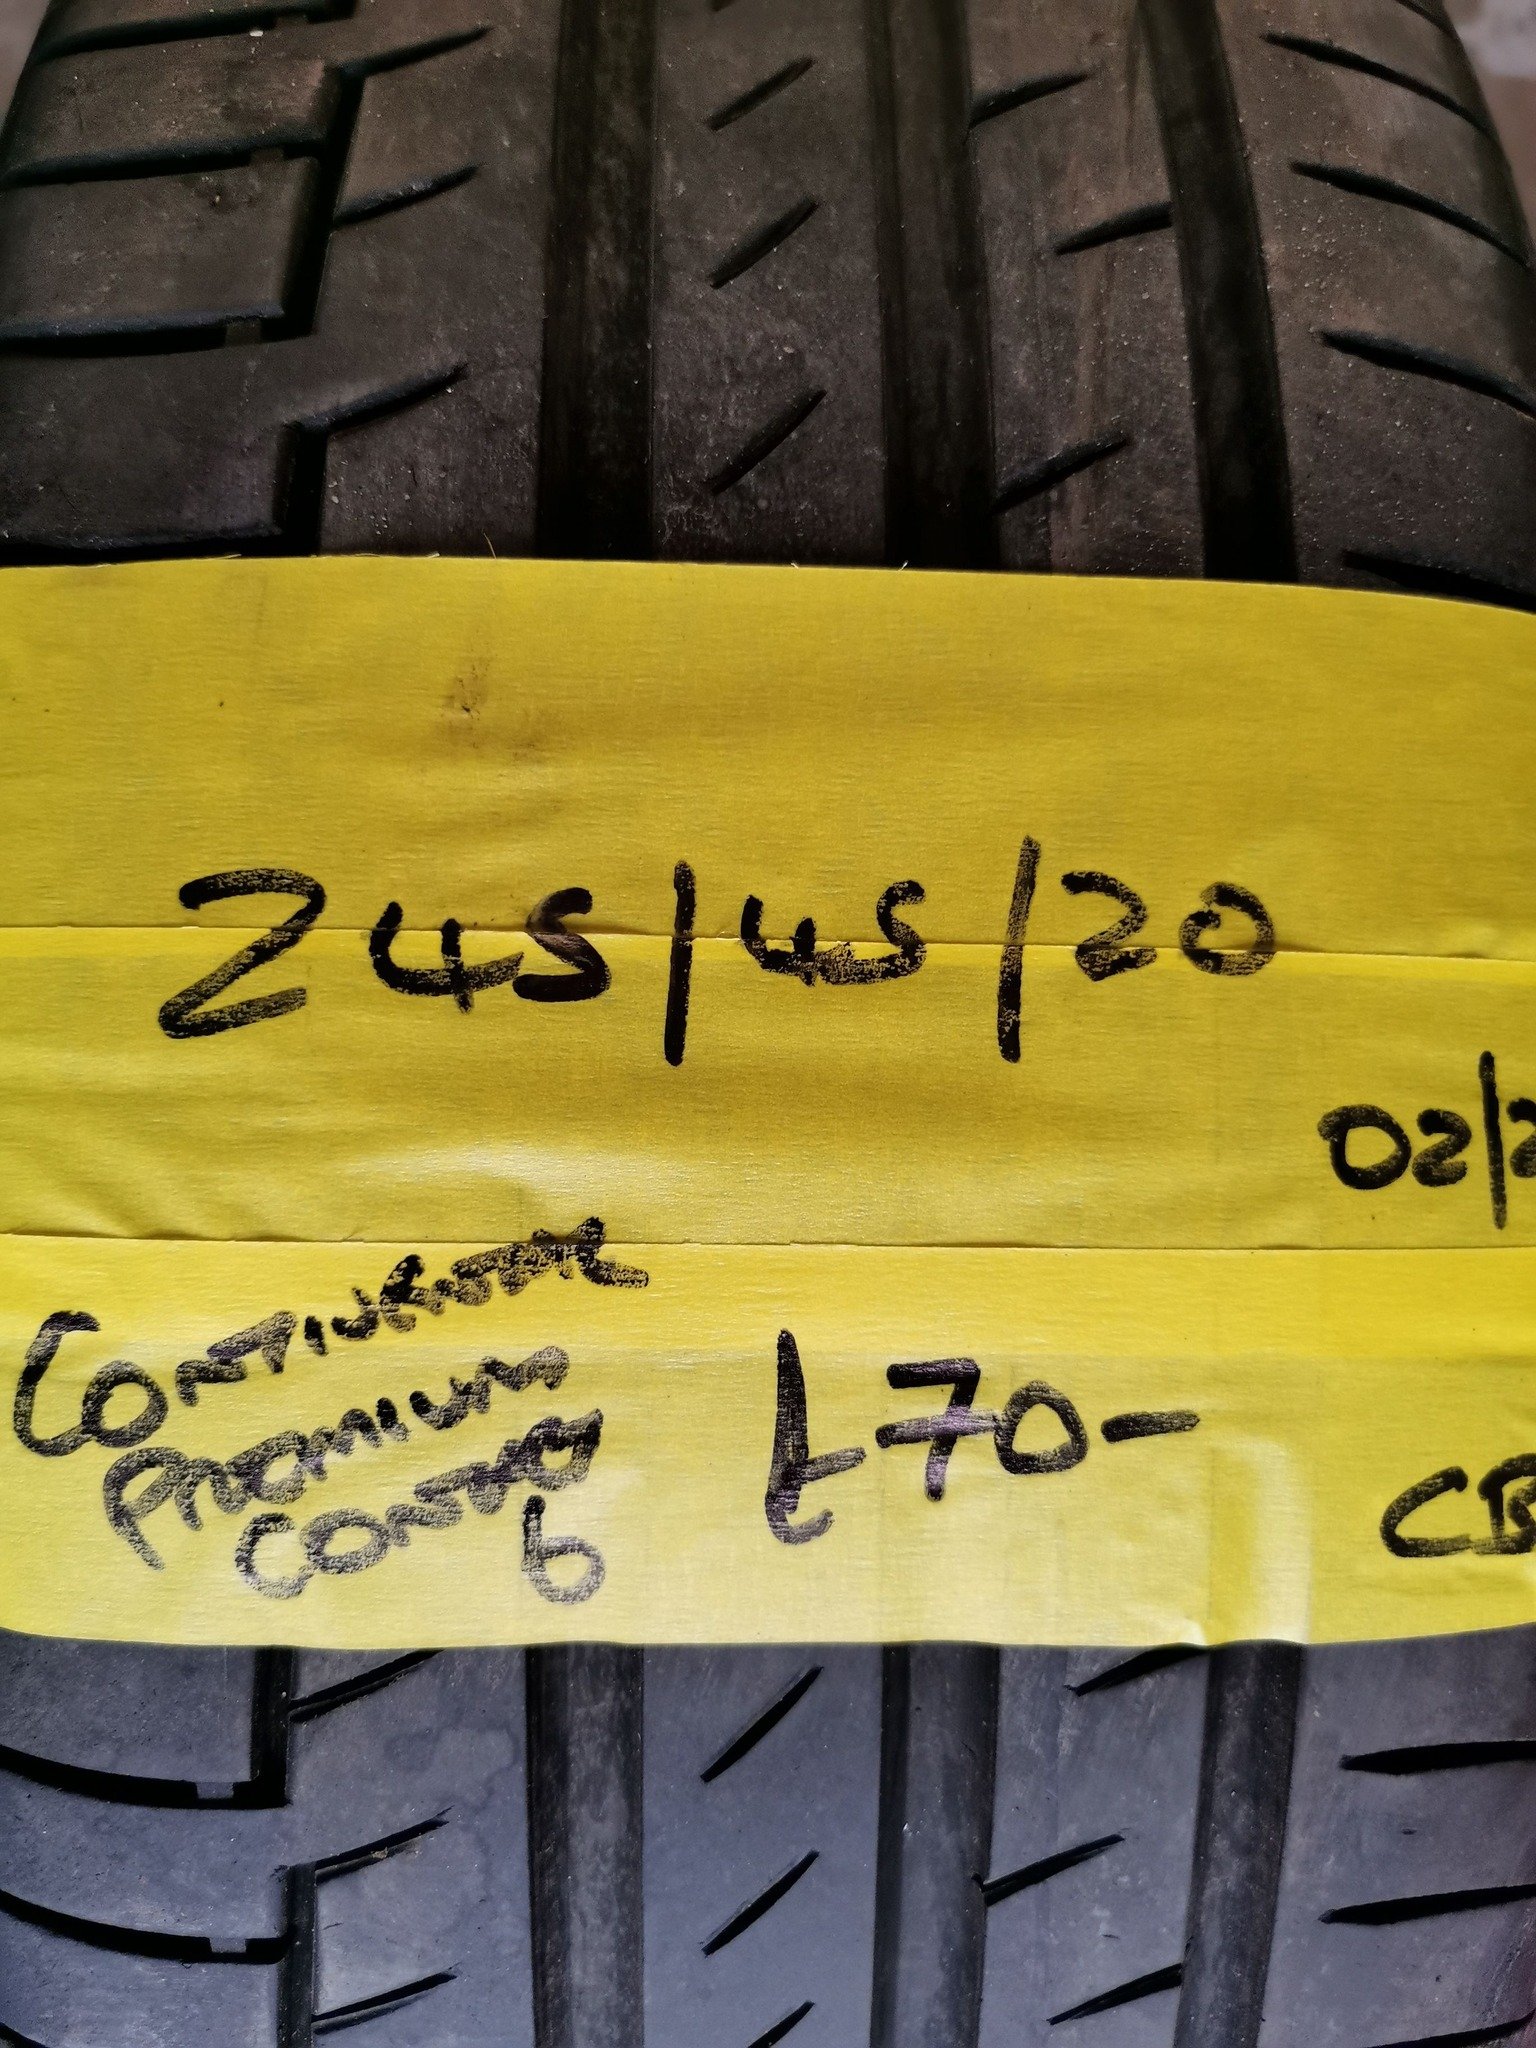 245/45/20
02/2
CONTINENTAL
PREMIUM
CONTACT
6
£70-
CB